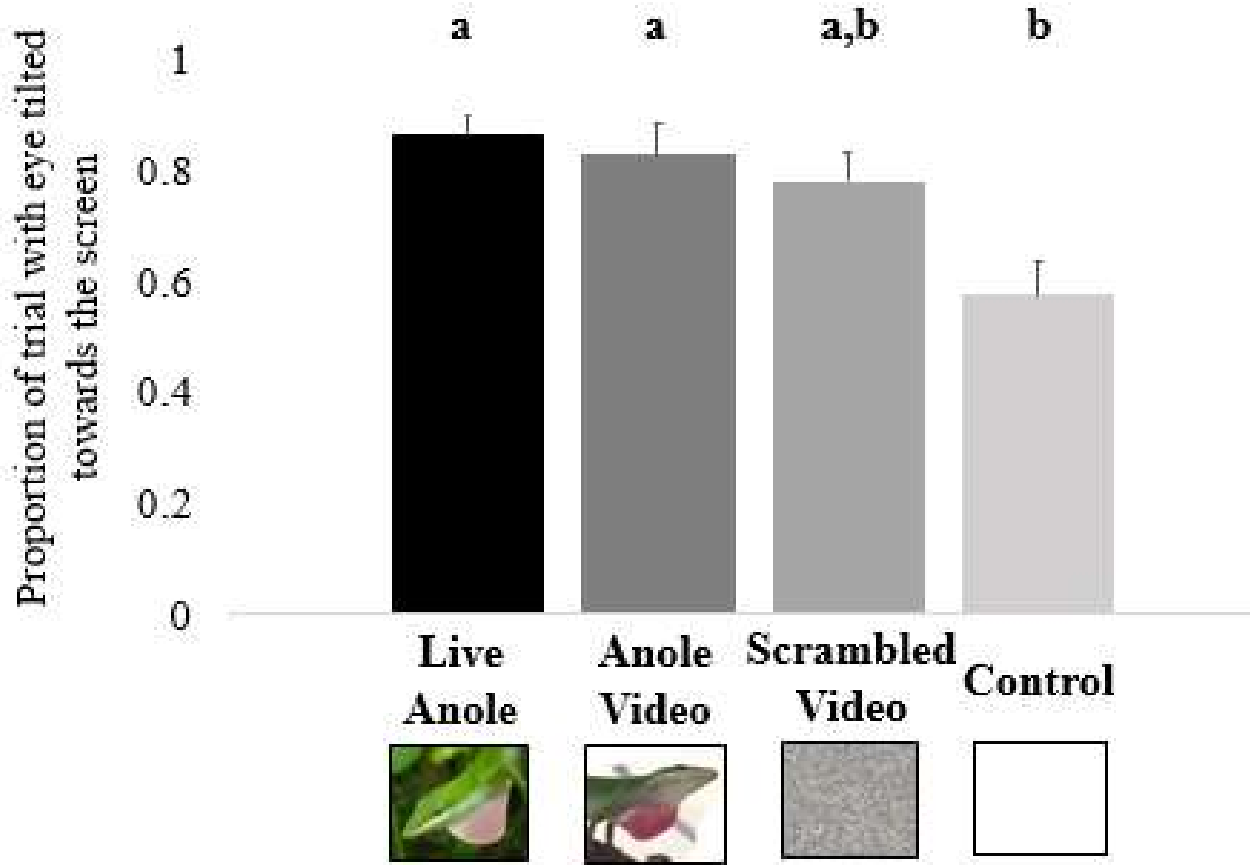 Proportion of trial with eye tilted
towards the screen
a
a
a,b
b
1
0.8
0.6
0.4
0.2
0
Live
Anole
Anole
Video
Scrambled
Video
Control